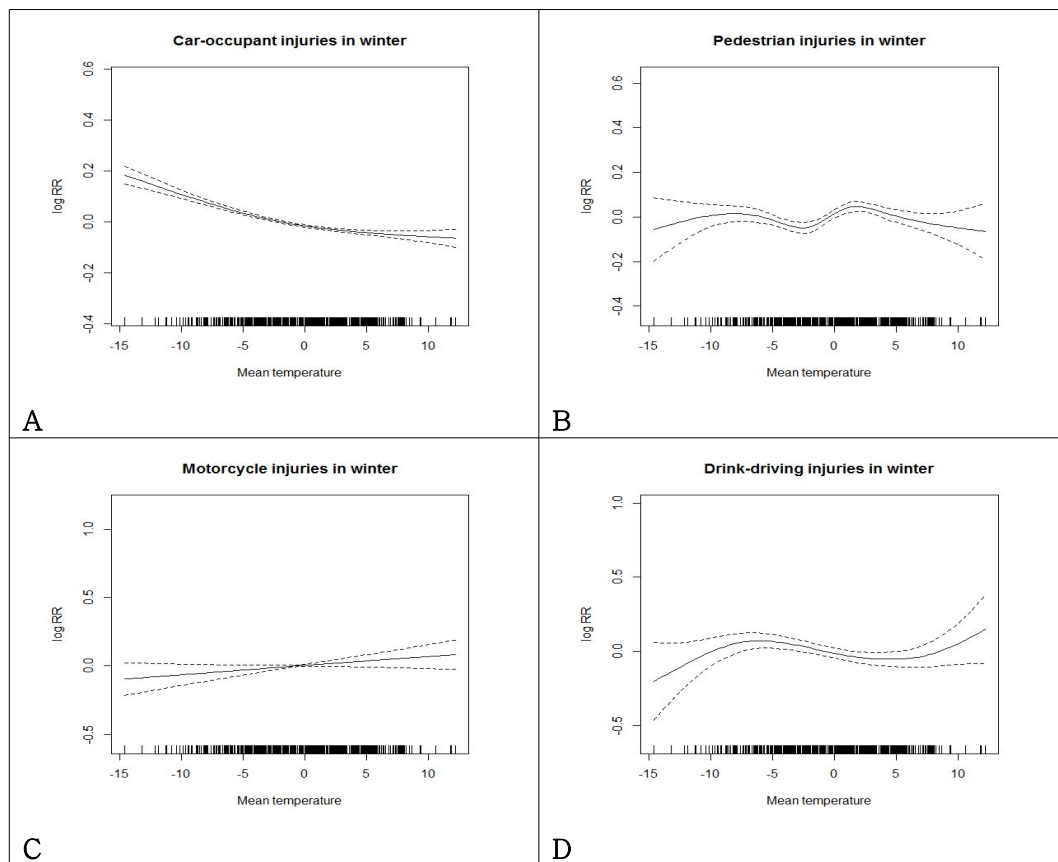 Car-occupant injuries in winter
0.6
0.4
0.2
0.0
-0.2
-0.4
log RR
-15 -10 -5 0 5 10
Mean temperature
A
Pedestrian injuries in winter
0.6
0.4
0.2
0.0
-0.2
-0.4
log RR
-15 -10 -5 0 5 10
Mean temperature
B
Motorcycle injuries in winter
1.0
0.5
0.0
-0.5
log RR
-15 -10 -5 0 5 10
Mean temperature
C
Drink-driving injuries in winter
1.0
0.5
0.0
-0.5
log RR
-15 -10 -5 0 5 10
Mean temperature
D